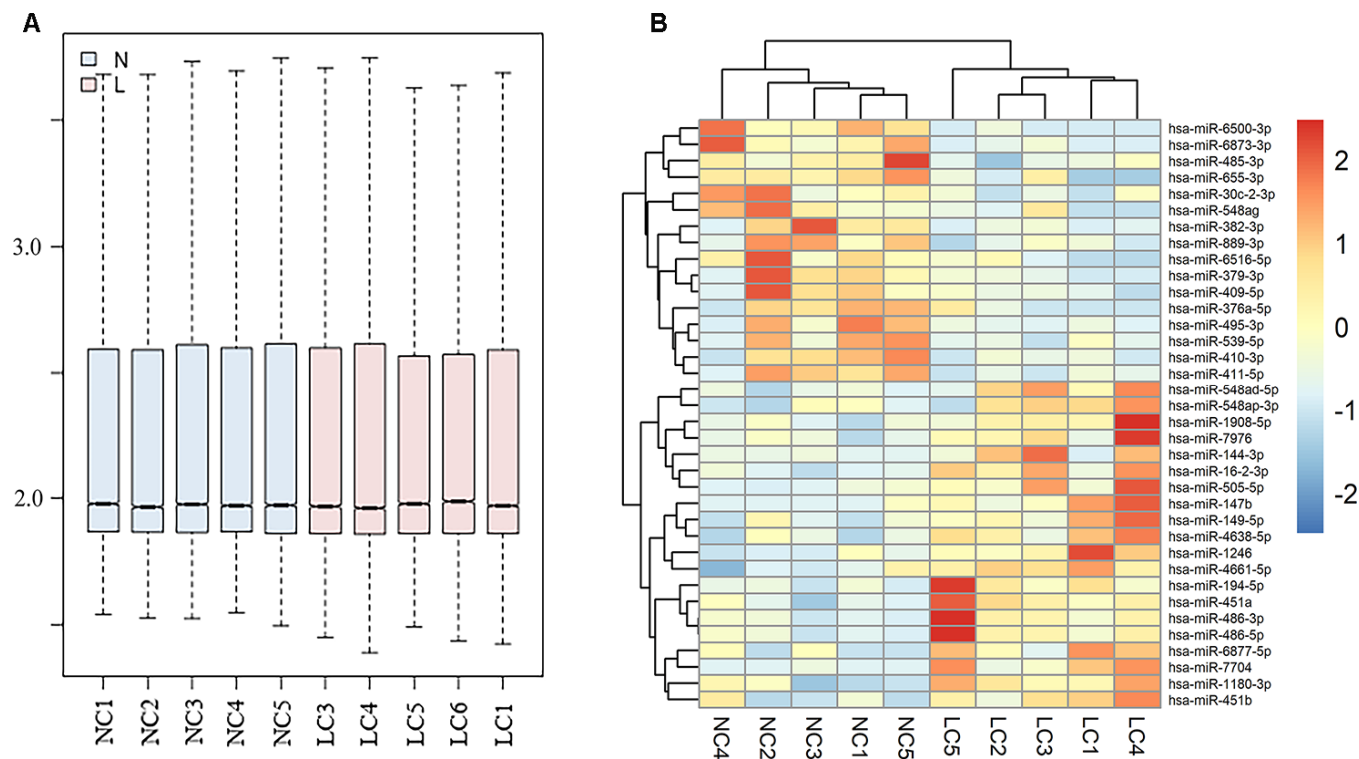 A
N
L
3.0
2.0
NC1 NC2 NC3 NC4 NC5 LC3 LC4 LC5 LC6 LC1
B
hsa-miR-6500-3p
hsa-miR-6873-3p
hsa-miR-485-3p
hsa-miR-655-3p
hsa-miR-30c-2-3p
hsa-miR-548ag
hsa-miR-382-3p
hsa-miR-889-3p
hsa-miR-6516-5p
hsa-miR-379-3p
hsa-miR-409-5p
hsa-miR-376a-5p
hsa-miR-495-3p
hsa-miR-539-5p
hsa-miR-410-3p
hsa-miR-411-5p
hsa-miR-548ad-5p
hsa-miR-548ap-3p
hsa-miR-1908-5p
hsa-miR-7976
hsa-miR-144-3p
hsa-miR-16-2-3p
hsa-miR-505-5p
hsa-miR-147b
hsa-miR-149-5p
hsa-miR-4638-5p
hsa-miR-1246
hsa-miR-4661-5p
hsa-miR-194-5p
hsa-miR-451a
hsa-miR-486-3p
hsa-miR-486-5p
hsa-miR-6877-5p
hsa-miR-7704
hsa-miR-1180-3p
hsa-miR-451b
NC4 NC2 NC3 NC1 NC5 LC5 LC2 LC3 LC1 LC4
2
1
0
-1
-2